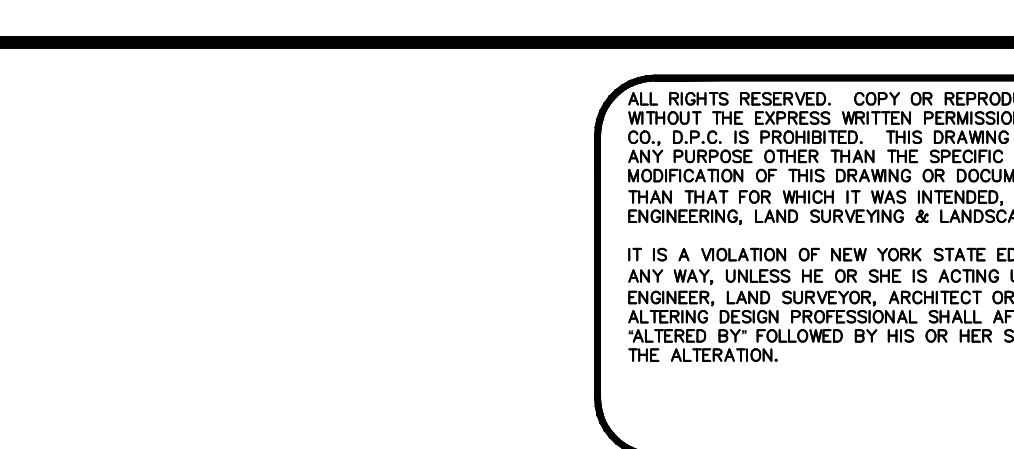 ALL RIGHTS RESERVED. COPY OR REPRODU
WITHOUT THE EXPRESS WRITTEN PERMISSION
CO., D.P.C. IS PROHIBITED. THIS DRAWING
ANY PURPOSE OTHER THAN THE SPECIFIC
MODIFICATION OF THIS DRAWING OR DOCUM
THAN THAT FOR WHICH IT WAS INTENDED,
ENGINEERING, LAND SURVEYING & LANDSCA
IT IS A VIOLATION OF NEW YORK STATE ED
ANY WAY, UNLESS HE OR SHE IS ACTING U
ENGINEER, LAND SURVEYOR, ARCHITECT OR
ALTERING DESIGN PROFESSIONAL SHALL AF
“ALTERED BY” FOLLOWED BY HIS OR HER S
THE ALTERATION.